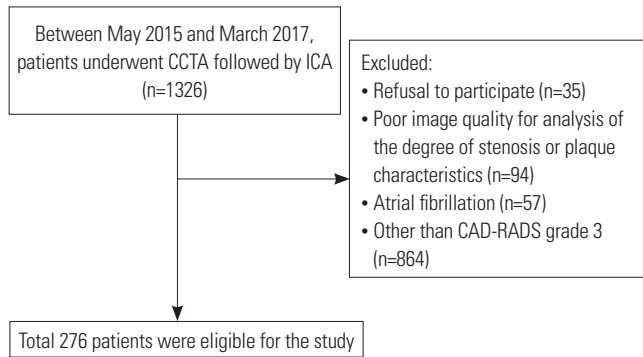 Between May 2015 and March 2017,
patients underwent CCTA followed by ICA
(n=1326)
Excluded:
• Refusal to participate (n=35)
• Poor image quality for analysis of
the degree of stenosis or plaque
characteristics (n=94)
• Atrial fibrillation (n=57)
• Other than CAD-RADS grade 3
(n=864)
Total 276 patients were eligible for the study